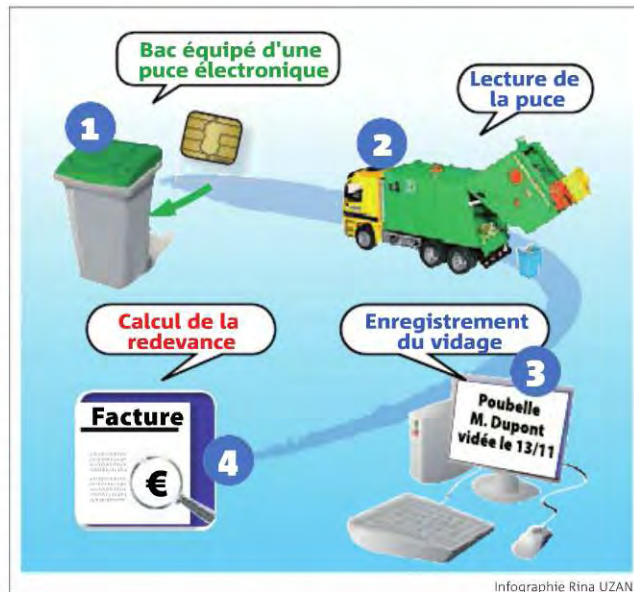 Bac équipé d'une
puce électronique
1
Lecture de
la puce
2
Enregistrement
du vidage
3
Poubelle
M. Dupont
vidée le 13/11
Calcul de la
redevance
Facture
€
4
Infographie Rina UZAN